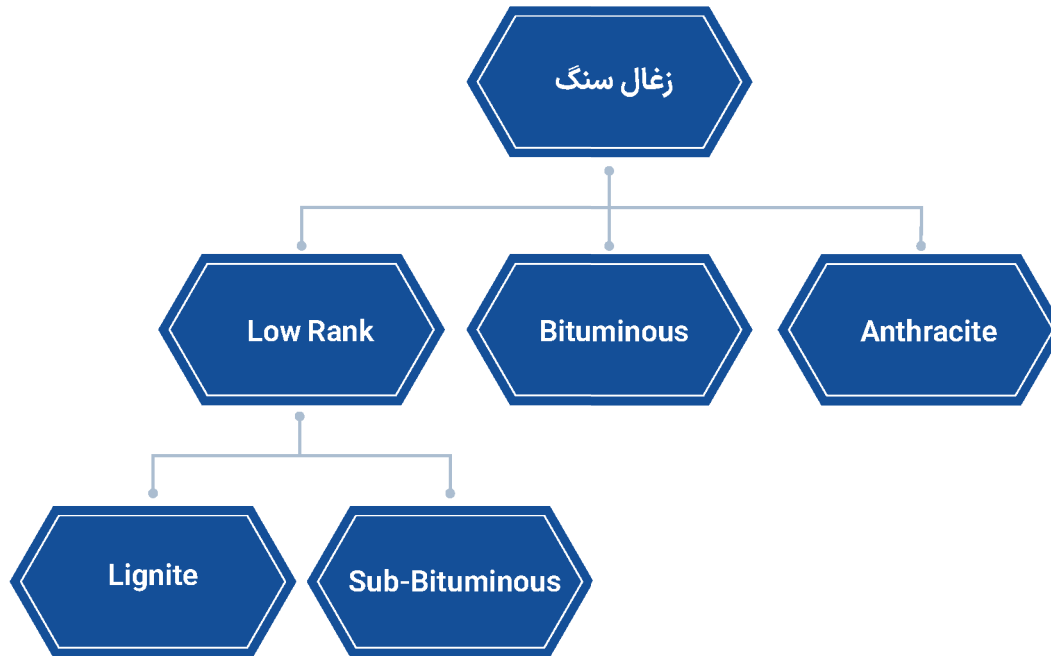 زغال سنگ
Low Rank
Bituminous
Anthracite
Lignite
Sub-Bituminous